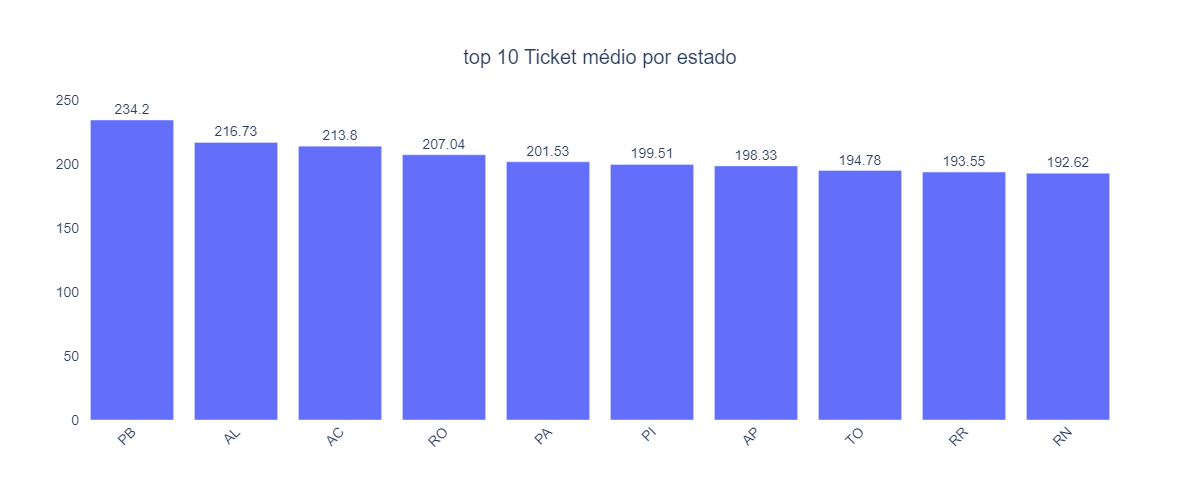 top 10 Ticket médio por estado
250
200
150
100
50
0
234.2
216.73
213.8
207.04
201.53
199.51
198.33
194.78
193.55
192.62
PB
AL
AC
RO
PA
PI
AP
TO
RR
RN